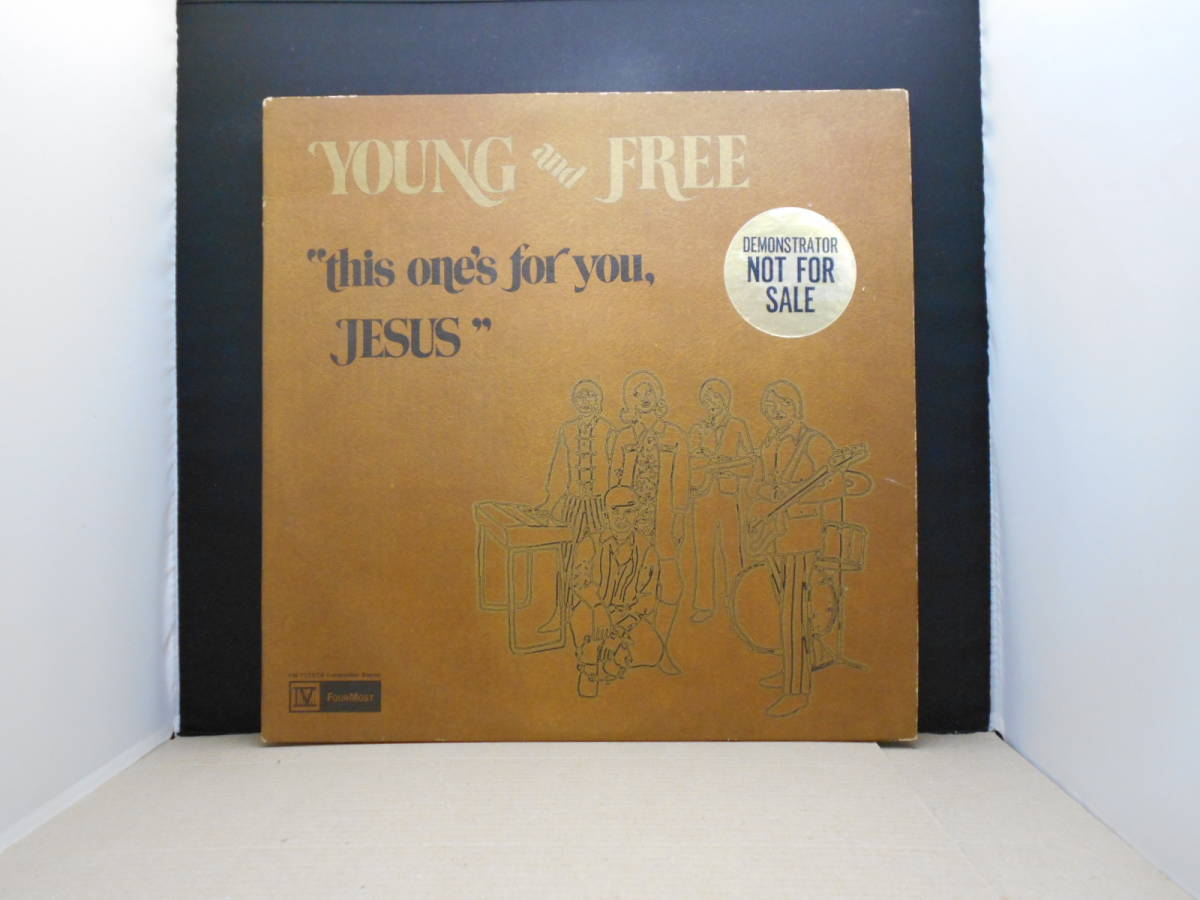 YOUNG and FREE
“this one's for you,
JESUS”
DEMONSTRATOR
NOT FOR
SALE
IV FOURMOST